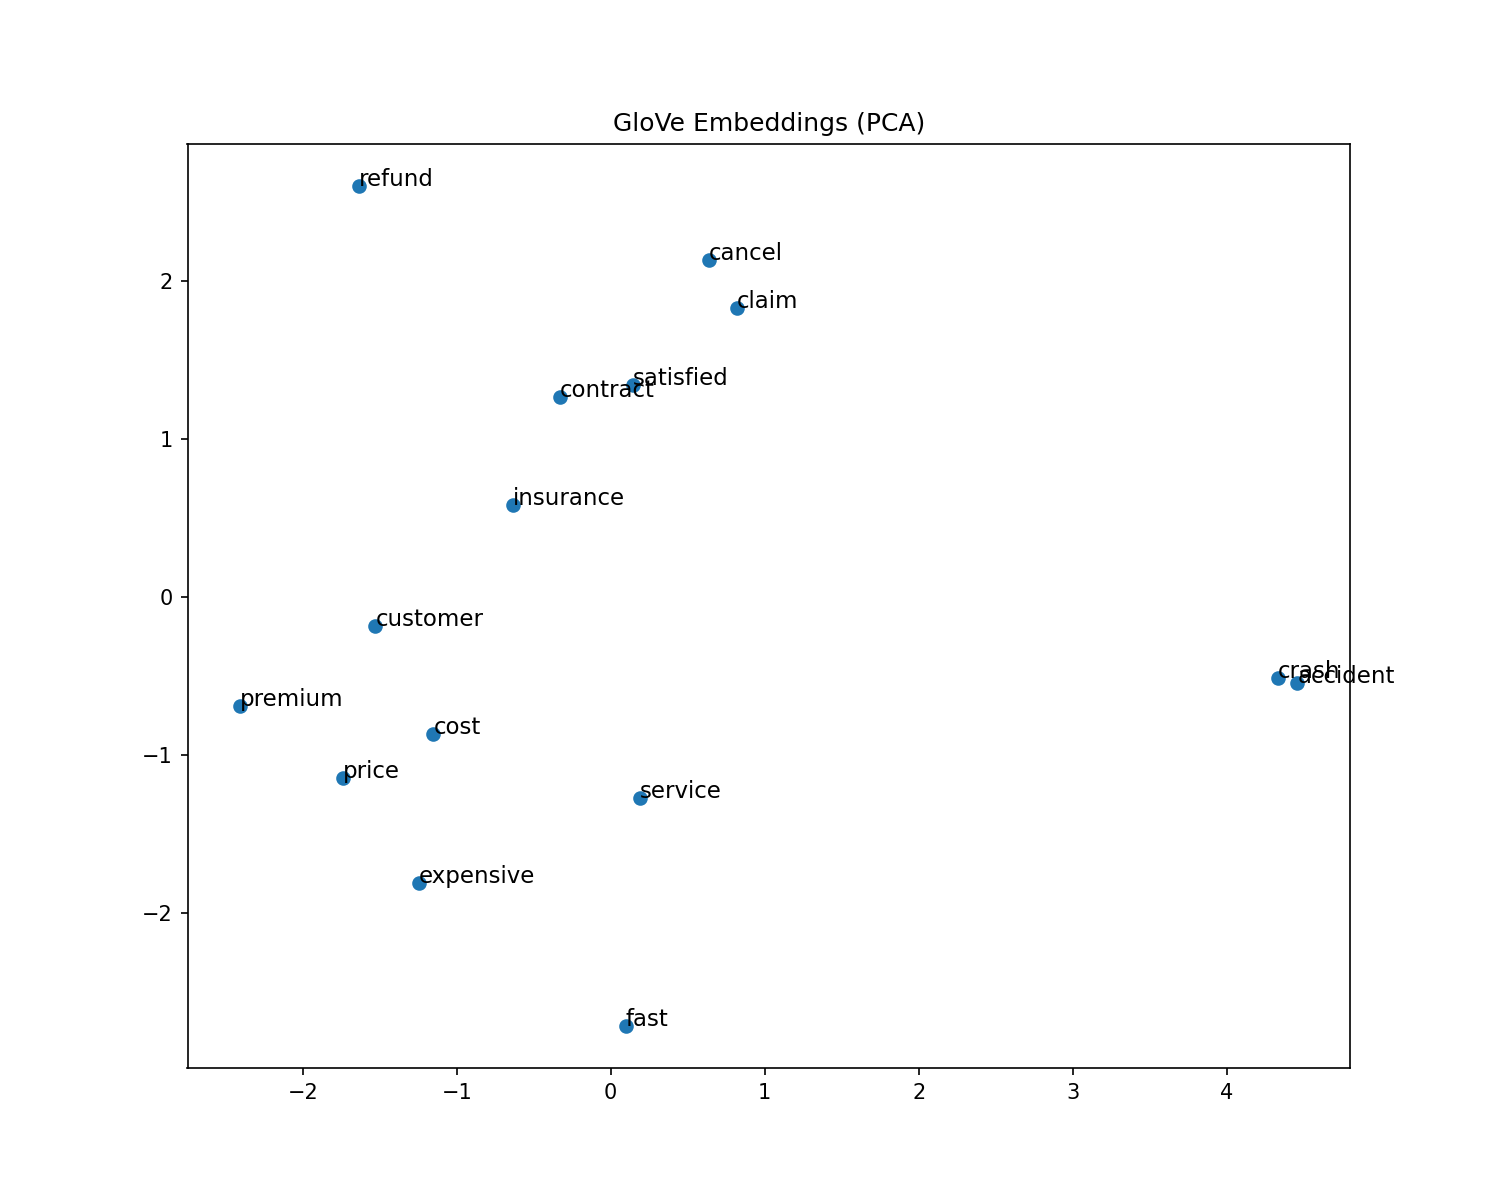 GloVe Embeddings (PCA)
refund
cancel
2
claim
satisfied
contract
1
insurance
0
customer
crash
accident
premium
cost
−1
price
service
expensive
−2
fast
−2
−1
0
1
2
3
4